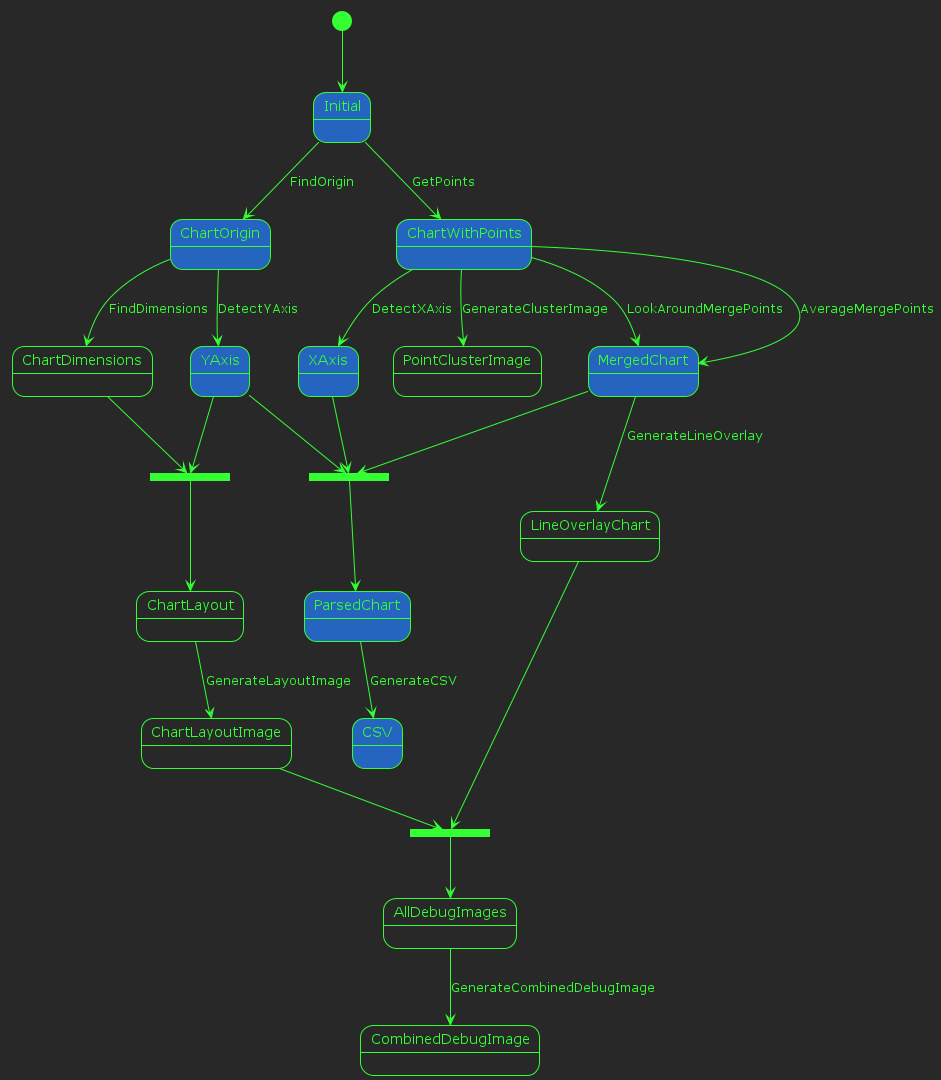 Initial
FindOrigin
GetPoints
ChartOrigin
ChartWithPoints
FindDimensions
DetectYAxis
DetectXAxis
GenerateClusterImage
LookAroundMergePoints
AverageMergePoints
ChartDimensions
YAxis
XAxis
PointClusterImage
MergedChart
GenerateLineOverlay
LineOverlayChart
ChartLayout
ParsedChart
GenerateLayoutImage
GenerateCSV
ChartLayoutImage
CSV
AllDebugImages
GenerateCombinedDebugImage
CombinedDebugImage